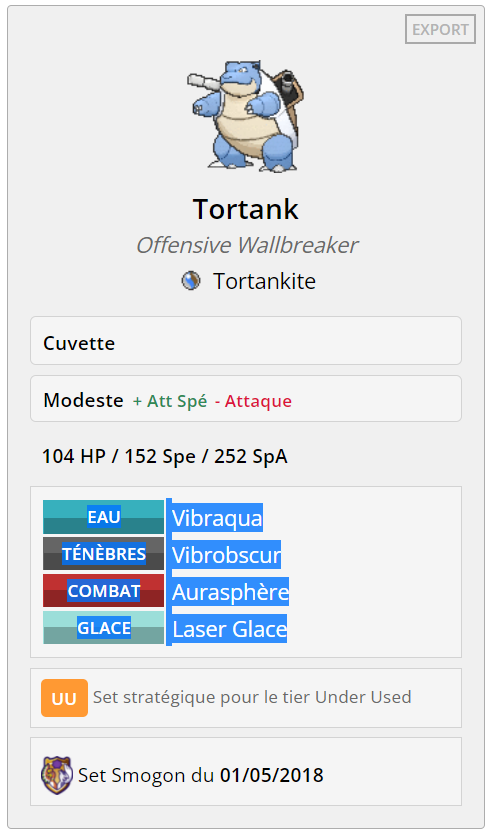 EXPORT
Tortank
Offensive Wallbreaker
Tortankite
Cuvette
Modeste + Att Spé - Attaque
104 HP / 152 Spe / 252 SpA
EAU Vibraqua
TÉNÈBRES Vibrobscur
COMBAT Aurasphère
GLACE Laser Glace
UU Set stratégique pour le tier Under Used
Set Smogon du 01/05/2018